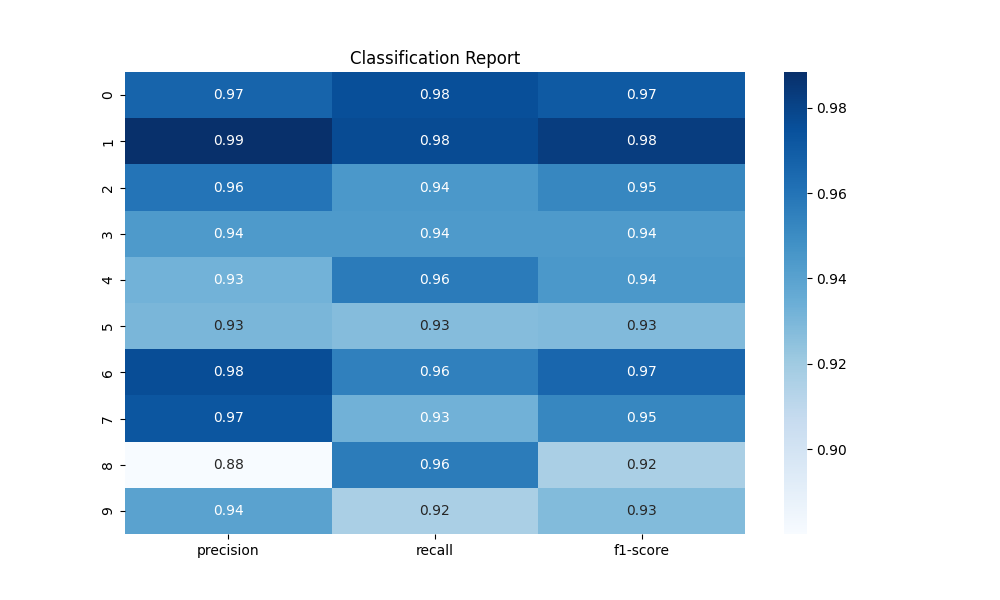 Classification Report
0 0.97 0.98 0.97
1 0.99 0.98 0.98
2 0.96 0.94 0.95
3 0.94 0.94 0.94
4 0.93 0.96 0.94
5 0.93 0.93 0.93
6 0.98 0.96 0.97
7 0.97 0.93 0.95
8 0.88 0.96 0.92
9 0.94 0.92 0.93
precision recall f1-score
0.98
0.96
0.94
0.92
0.90